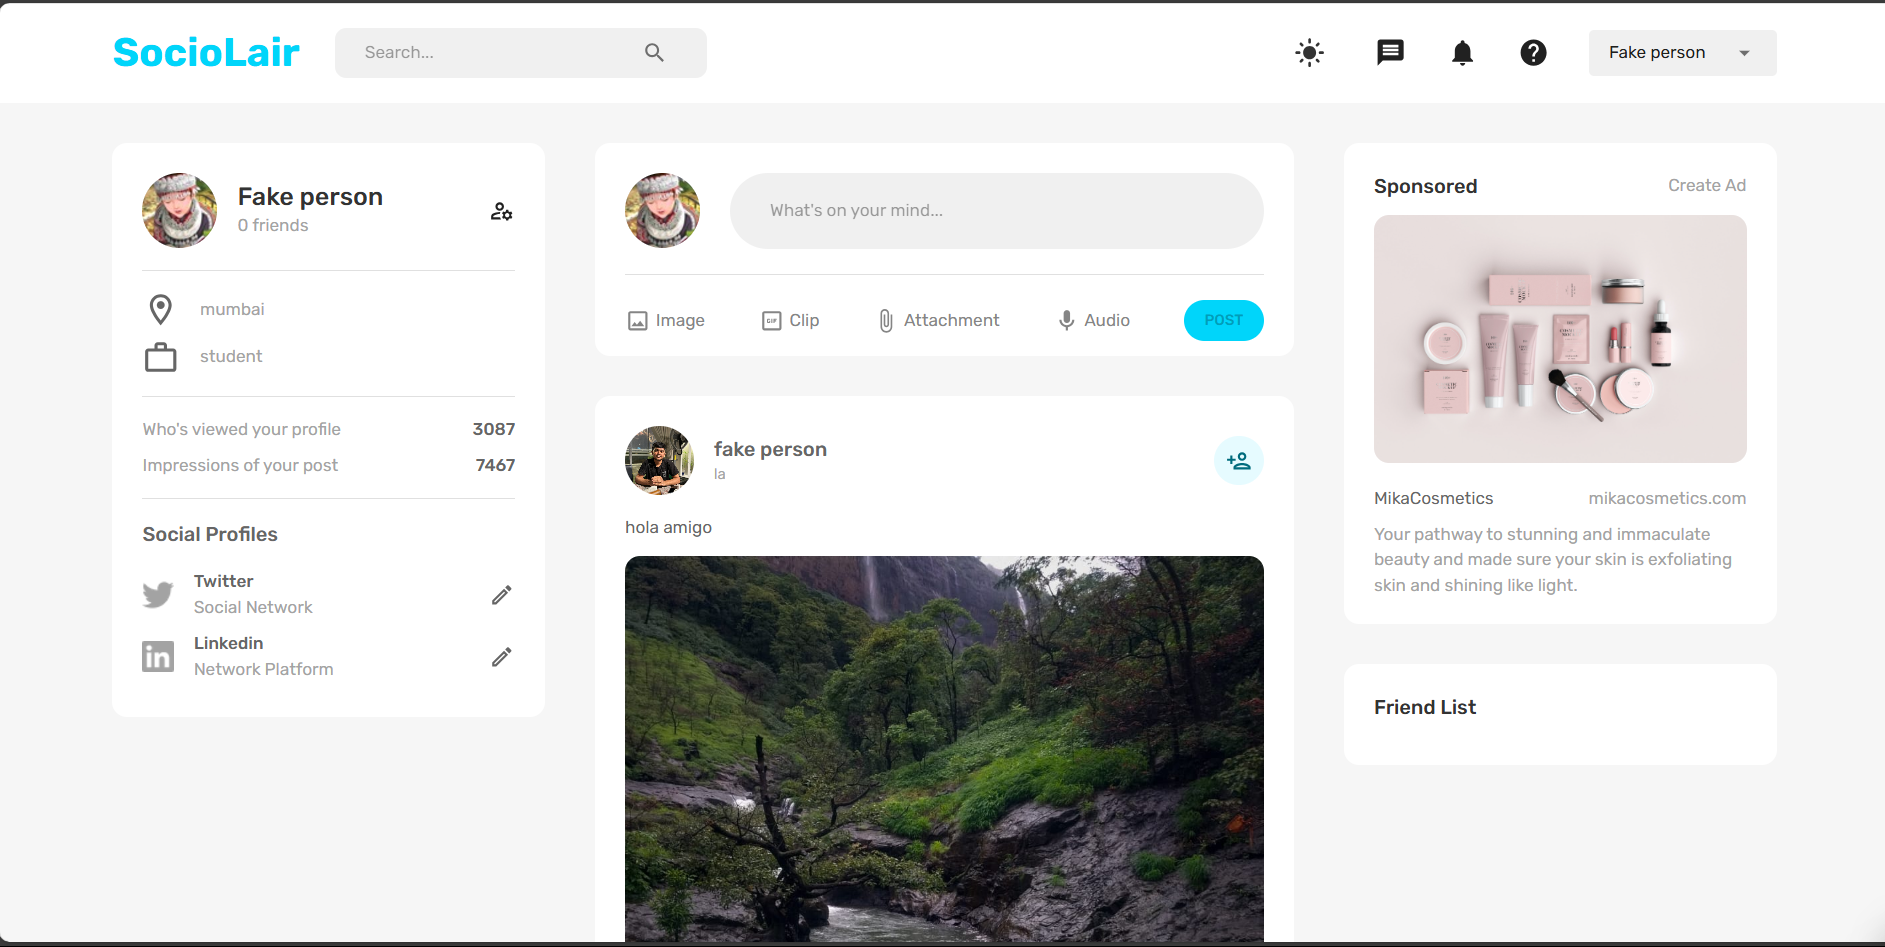 SocioLair
Search...
Fake person
Fake person
0 friends
mumbai
student
Who's viewed your profile
3087
Impressions of your post
7467
Social Profiles
Twitter
Social Network
Linkedin
Network Platform
What's on your mind...
Image
GIF
Clip
Attachment
Audio
POST
fake person
la
hola amigo
Sponsored
Create Ad
MikaCosmetics
mikacosmetics.com
Your pathway to stunning and immaculate
beauty and made sure your skin is exfoliating
skin and shining like light.
Friend List